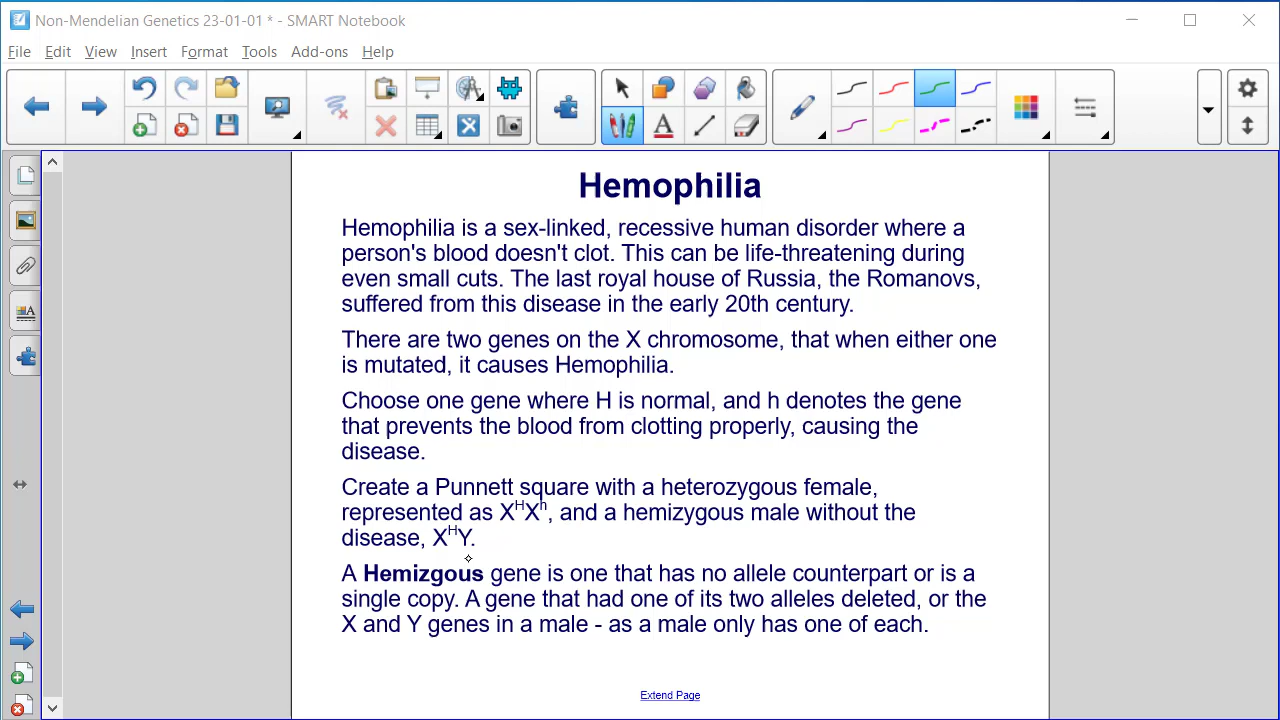 Non-Mendelian Genetics 23-01-01 * - SMART Notebook
File Edit View Insert Format Tools Add-ons Help
Hemophilia
Hemophilia is a sex-linked, recessive human disorder where a
person's blood doesn't clot. This can be life-threatening during
even small cuts. The last royal house of Russia, the Romanovs,
suffered from this disease in the early 20th century.
There are two genes on the X chromosome, that when either one
is mutated, it causes Hemophilia.
Choose one gene where H is normal, and h denotes the gene
that prevents the blood from clotting properly, causing the
disease.
Create a Punnett square with a heterozygous female,
represented as XᴴXʰ, and a hemizygous male without the
disease, XᴴY.
A Hemizgous gene is one that has no allele counterpart or is a
single copy. A gene that had one of its two alleles deleted, or the
X and Y genes in a male - as a male only has one of each.
Extend Page